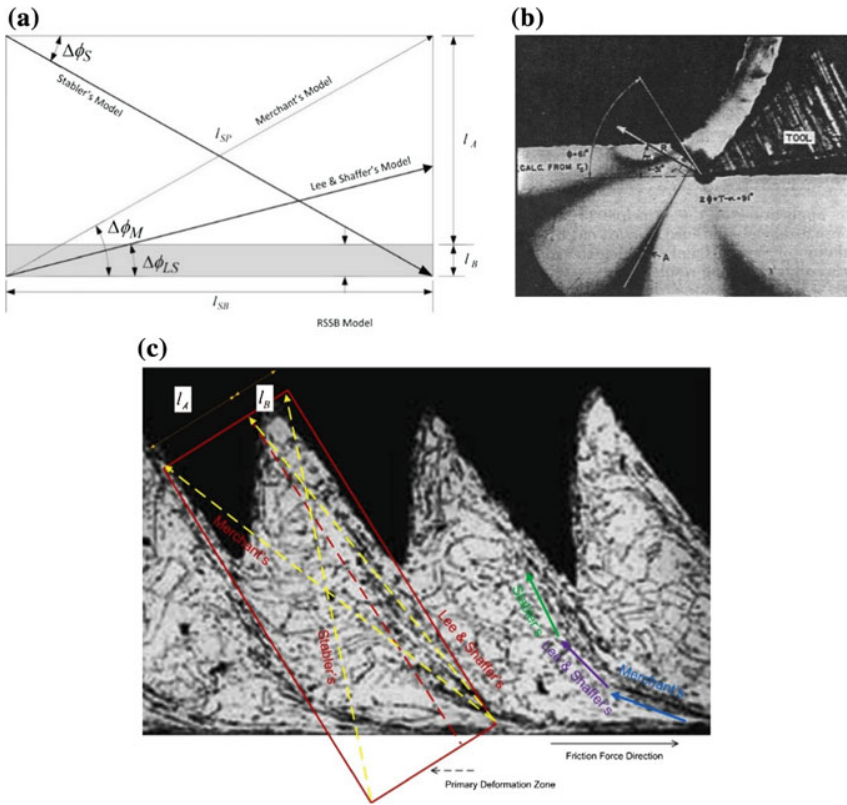 (a)
Δϕ_S
Stabler's Model
l_SP
Merchant's Model
Lee & Shaffer's Model
l_A
Δϕ_M
Δϕ_LS
l_B
l_SB
RSSB Model
(b)
TOOL
ϕ=61°
R
(CALC. FROM
A
(c)
l_A
l_B
Merchant's
Stabler's
Lee & Shaffer's
Stabler's
Lee & Shaffer's
Merchant's
Friction Force Direction
Primary Deformation Zone